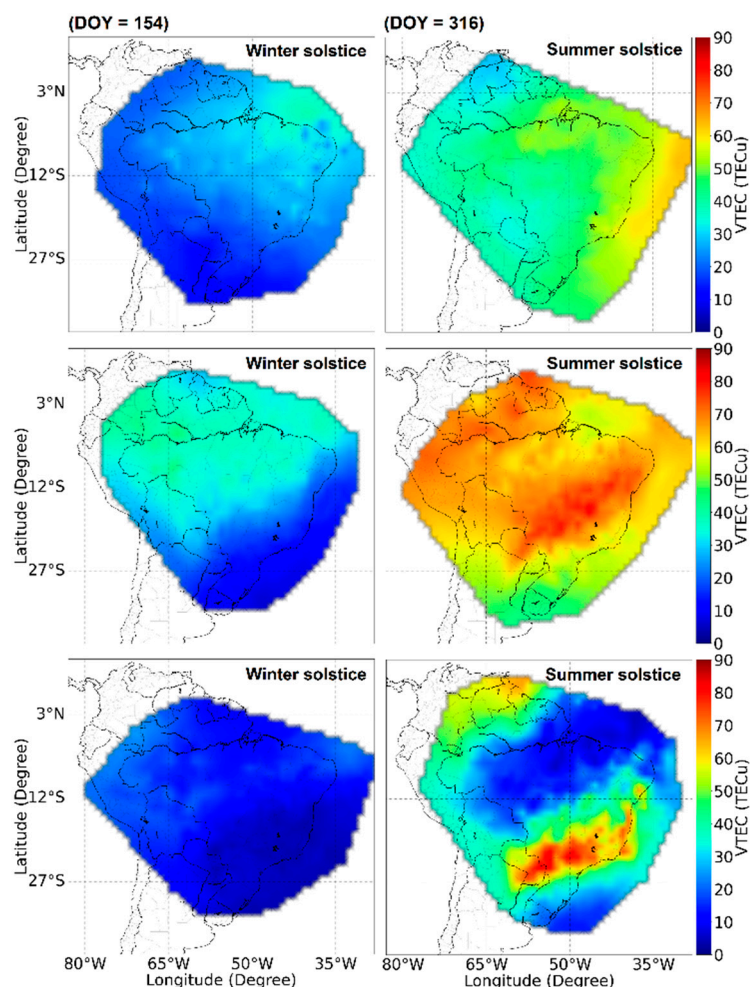 (DOY = 154) (DOY = 316)
Winter solstice Summer solstice
90
80
70
60
50
40
30
20
10
0
VTEC (TECu)
3°N
12°S
27°S
Latitude (Degree)
Winter solstice Summer solstice
90
80
70
60
50
40
30
20
10
0
VTEC (TECu)
3°N
12°S
27°S
Latitude (Degree)
Winter solstice Summer solstice
90
80
70
60
50
40
30
20
10
0
VTEC (TECu)
3°N
12°S
27°S
Latitude (Degree)
80°W 65°W 50°W 35°W 80°W 65°W 50°W 35°W
Longitude (Degree) Longitude (Degree)